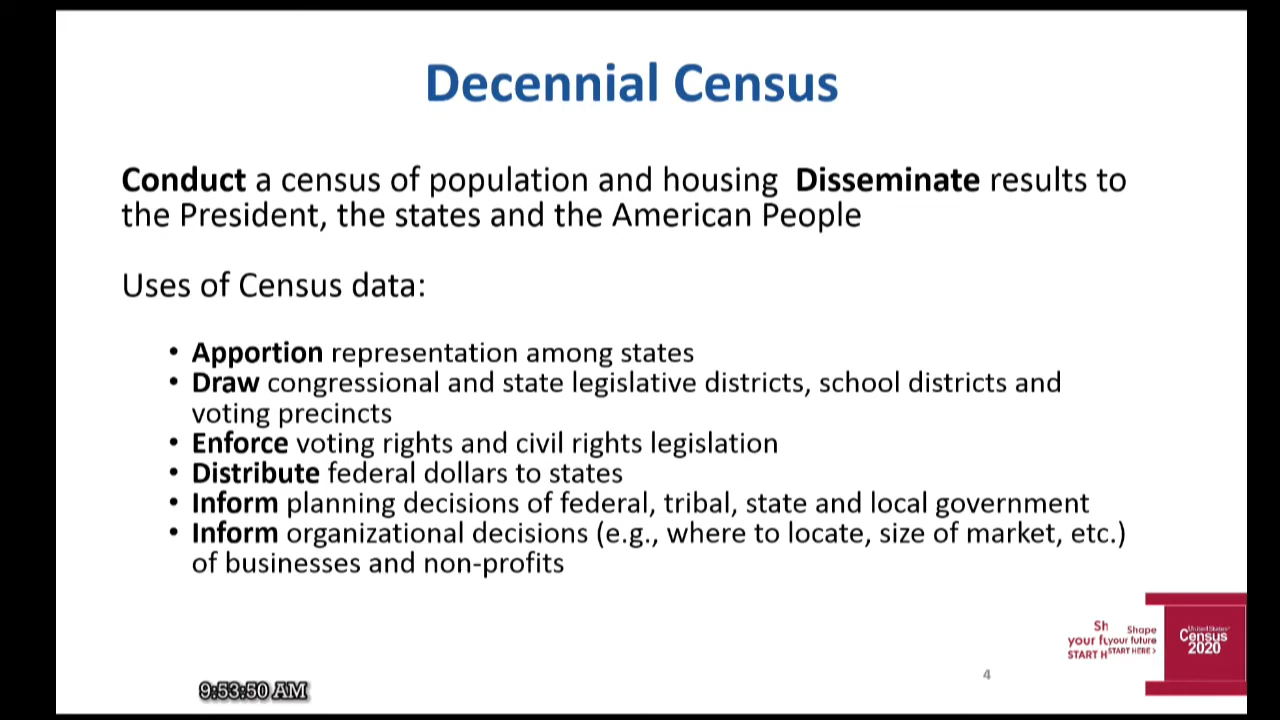 Decennial Census
Conduct a census of population and housing  Disseminate results to
the President, the states and the American People
Uses of Census data:
• Apportion representation among states
• Draw congressional and state legislative districts, school districts and
voting precincts
• Enforce voting rights and civil rights legislation
• Distribute federal dollars to states
• Inform planning decisions of federal, tribal, state and local government
• Inform organizational decisions (e.g., where to locate, size of market, etc.)
of businesses and non-profits
Shape
your future
START HERE >
United States®
Census
2020
4
9:53:50 AM